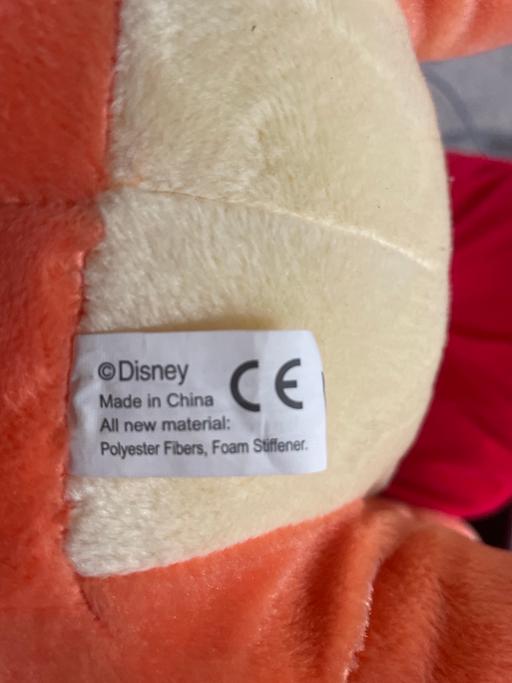 ©Disney CE
Made in China
All new material:
Polyester Fibers, Foam Stiffener.